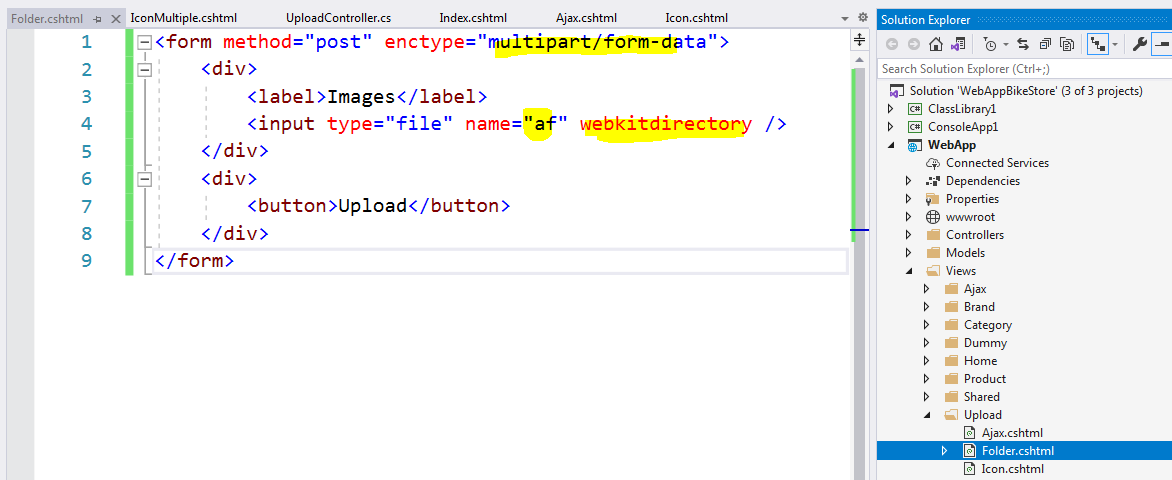 Folder.cshtml IconMultiple.cshtml UploadController.cs Index.cshtml Ajax.cshtml Icon.cshtml
1 <form method="post" enctype="multipart/form-data">
2 <div>
3 <label>Images</label>
4 <input type="file" name="af" webkitdirectory />
5 </div>
6 <div>
7 <button>Upload</button>
8 </div>
9 </form>
Solution Explorer
Search Solution Explorer (Ctrl+;)
Solution 'WebAppBikeStore' (3 of 3 projects)
C# ClassLibrary1
C# ConsoleApp1
WebApp
Connected Services
Dependencies
Properties
wwwroot
Controllers
Models
Views
Ajax
Brand
Category
Dummy
Home
Product
Shared
Upload
Ajax.cshtml
Folder.cshtml
Icon.cshtml